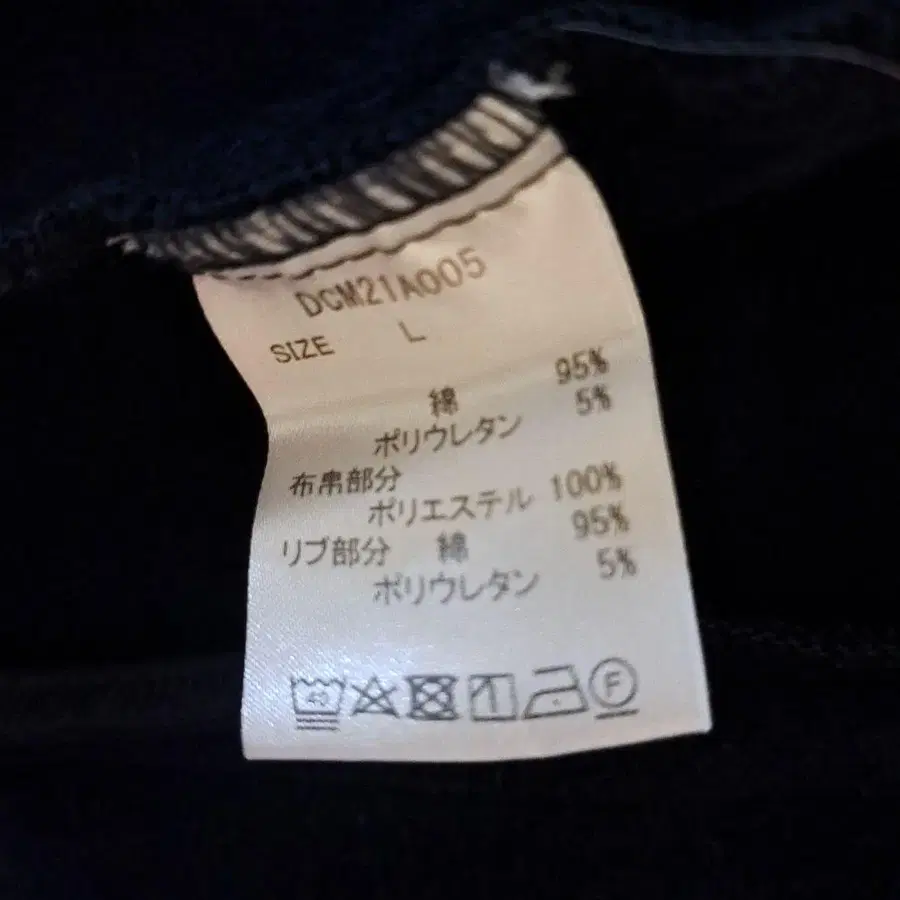 DCM21A005
SIZE L
綿 95%
ポリウレタン 5%
布帛部分
ポリエステル 100%
リブ部分 綿 95%
ポリウレタン 5%
40
F